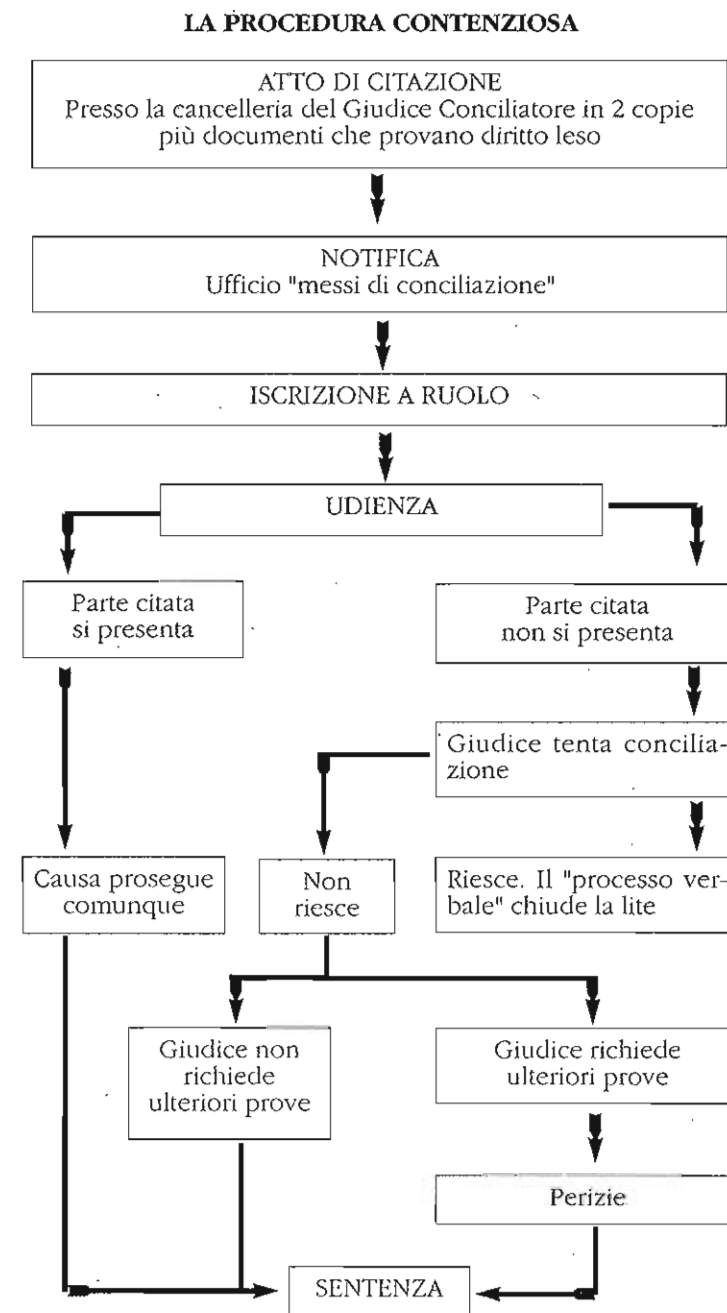 LA PROCEDURA CONTENZIOSA
ATTO DI CITAZIONE
Presso la cancelleria del Giudice Conciliatore in 2 copie
più documenti che provano diritto leso
NOTIFICA
Ufficio "messi di conciliazione"
ISCRIZIONE A RUOLO
UDIENZA
Parte citata
si presenta
Parte citata
non si presenta
Giudice tenta concilia-
zione
Causa prosegue
comunque
Non
riesce
Riesce. Il "processo ver-
bale" chiude la lite
Giudice non
richiede
ulteriori prove
Giudice richiede
ulteriori prove
Perizie
SENTENZA